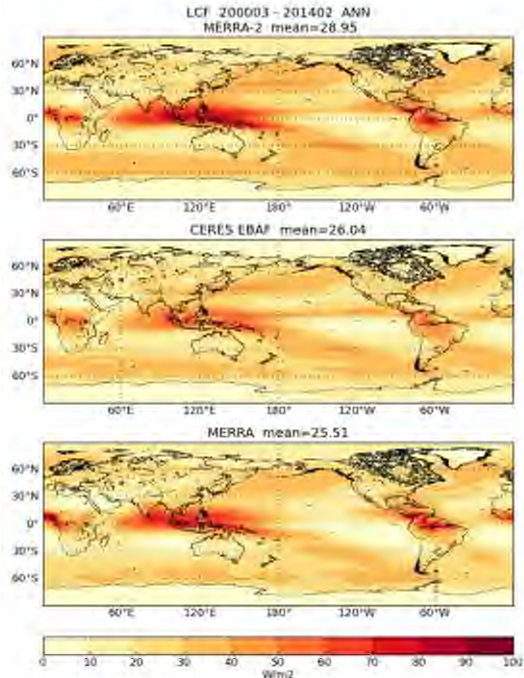 LCF 200003 - 201402 ANN
MERRA-2 mean=28.95
60°N
30°N
0°
30°S
60°S
60°E 120°E 180° 120°W 60°W
CERES EBAF mean=26.04
60°N
30°N
0°
30°S
60°S
60°E 120°E 180° 120°W 60°W
MERRA mean=25.51
60°N
30°N
0°
30°S
60°S
60°E 120°E 180° 120°W 60°W
0 10 20 30 40 50 60 70 80 90 100
W/m2